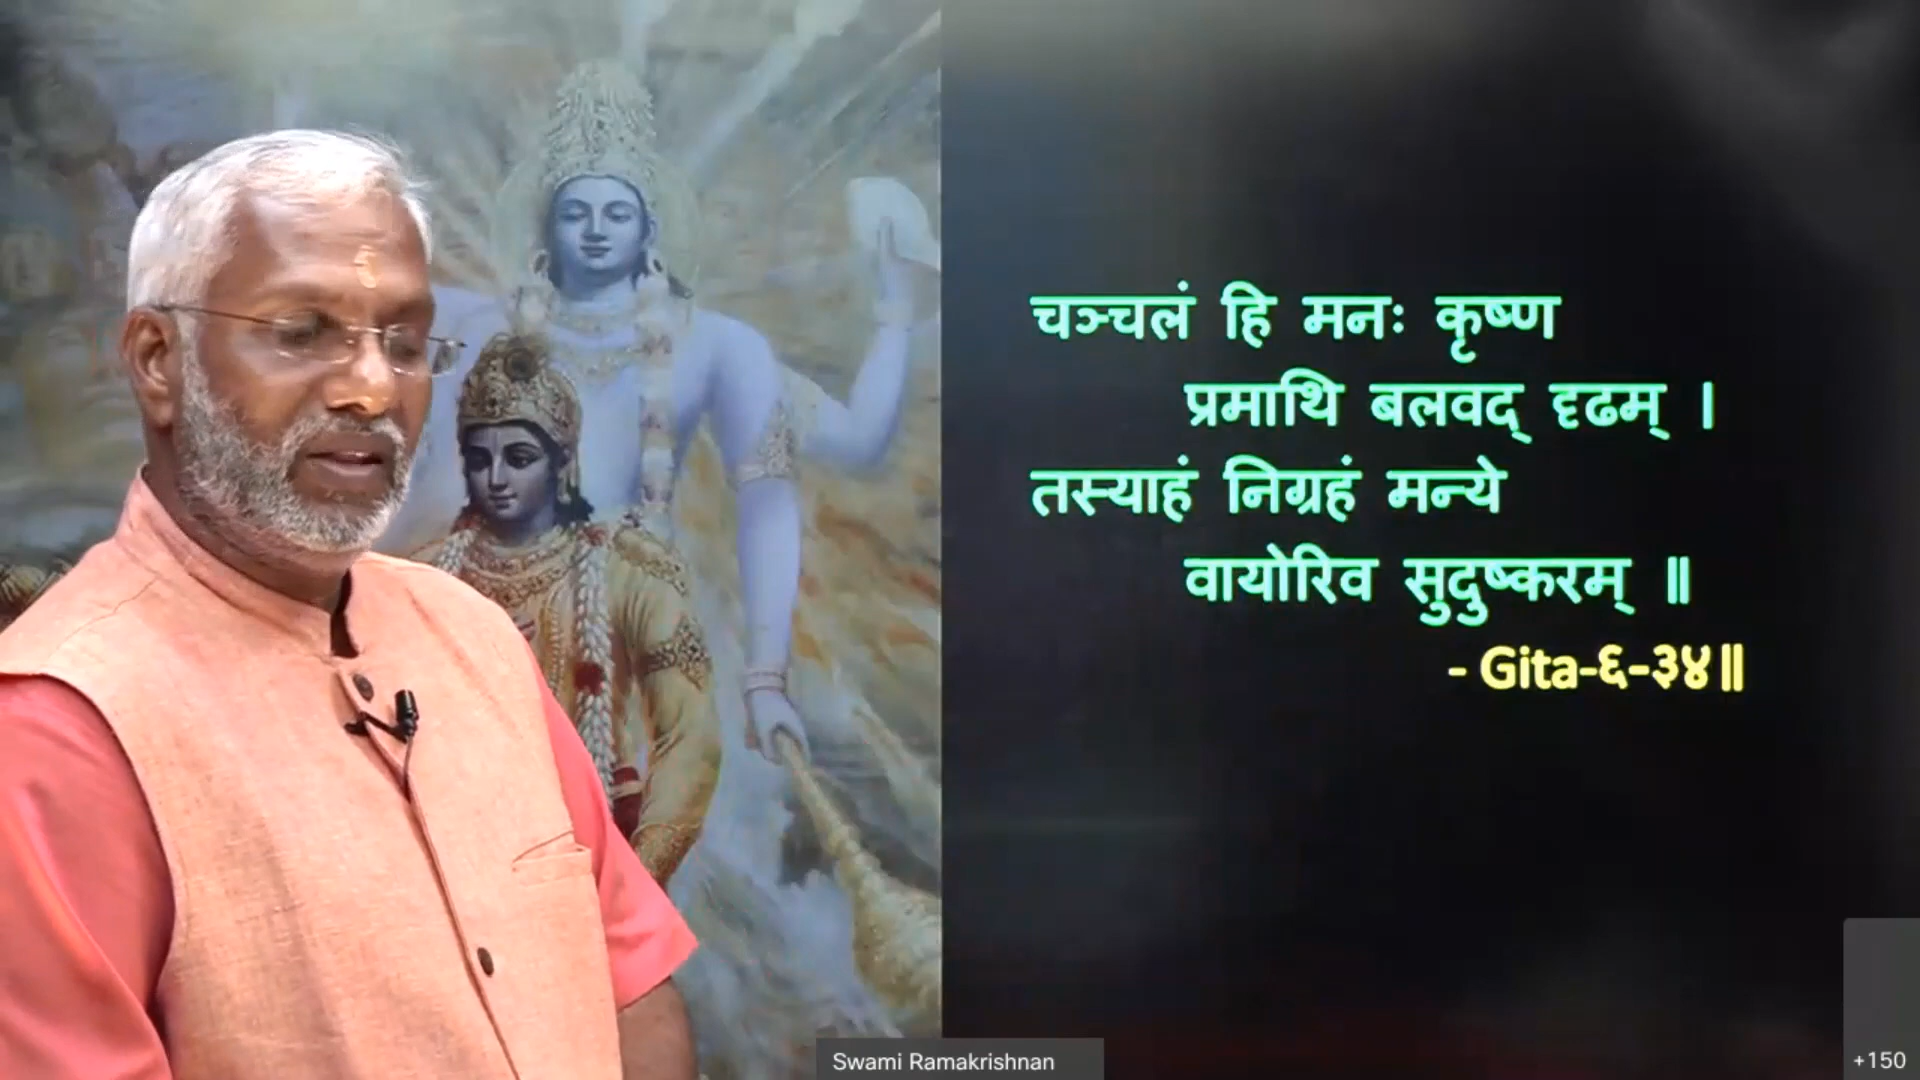 चञ्चलं हि मनः कृष्ण
प्रमाथि बलवद् दृढम् ।
तस्याहं निग्रहं मन्ये
वायोरिव सुदुष्करम् ॥
- Gita-६-३४॥
Swami Ramakrishnan
+150